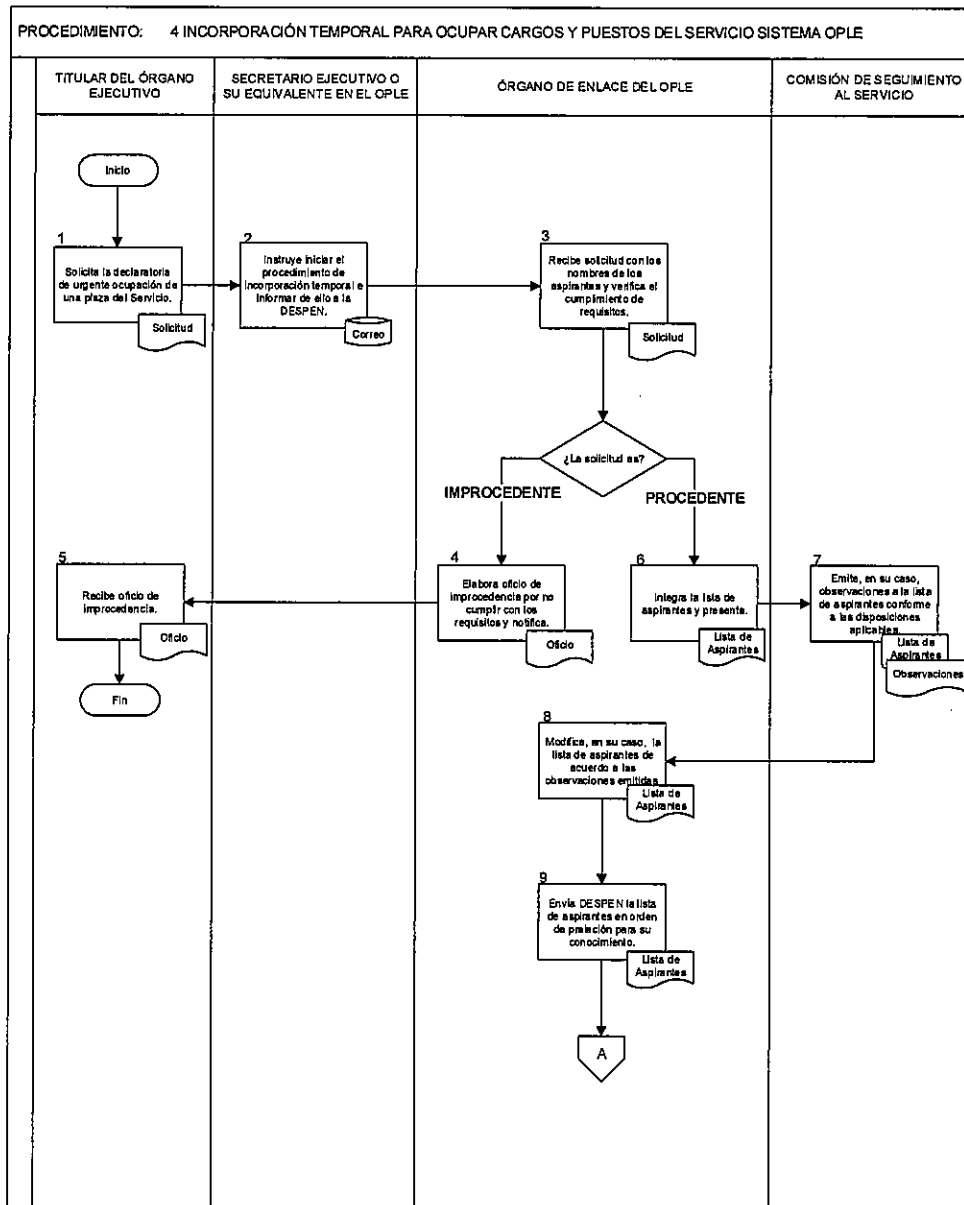 PROCEDIMIENTO: 4 INCORPORACIÓN TEMPORAL PARA OCUPAR CARGOS Y PUESTOS DEL SERVICIO SISTEMA OPLE
TITULAR DEL ÓRGANO
EJECUTIVO
SECRETARIO EJECUTIVO O
SU EQUIVALENTE EN EL OPLE
ÓRGANO DE ENLACE DEL OPLE
COMISIÓN DE SEGUIMIENTO
AL SERVICIO
Inicio
1
Solicita la declaratoria
de urgente ocupación de
una plaza del Servicio.
Solicitud
2
Instruye iniciar el
procedimiento de
incorporación temporal e
informar de ello a la
DESPEN.
Correo
3
Recibe solicitud con los
nombres de los
aspirantes y verifica el
cumplimiento de
requisitos.
Solicitud
¿La solicitud es?
IMPROCEDENTE
PROCEDENTE
5
Recibe oficio de
improcedencia.
Oficio
Fin
4
Elabora oficio de
improcedencia por no
cumplir con los
requisitos y notifica.
Oficio
6
Integra la lista de
aspirantes y presenta.
Lista de
Aspirantes
7
Emite, en su caso,
observaciones a la lista
de aspirantes conforme
a las disposiciones
aplicables.
Lista de
Aspirantes
Observaciones
8
Modifica, en su caso, la
lista de aspirantes de
acuerdo a las
observaciones emitidas.
Lista de
Aspirantes
9
Envía DESPEN la lista
de aspirantes en orden
de prelación para su
conocimiento.
Lista de
Aspirantes
A